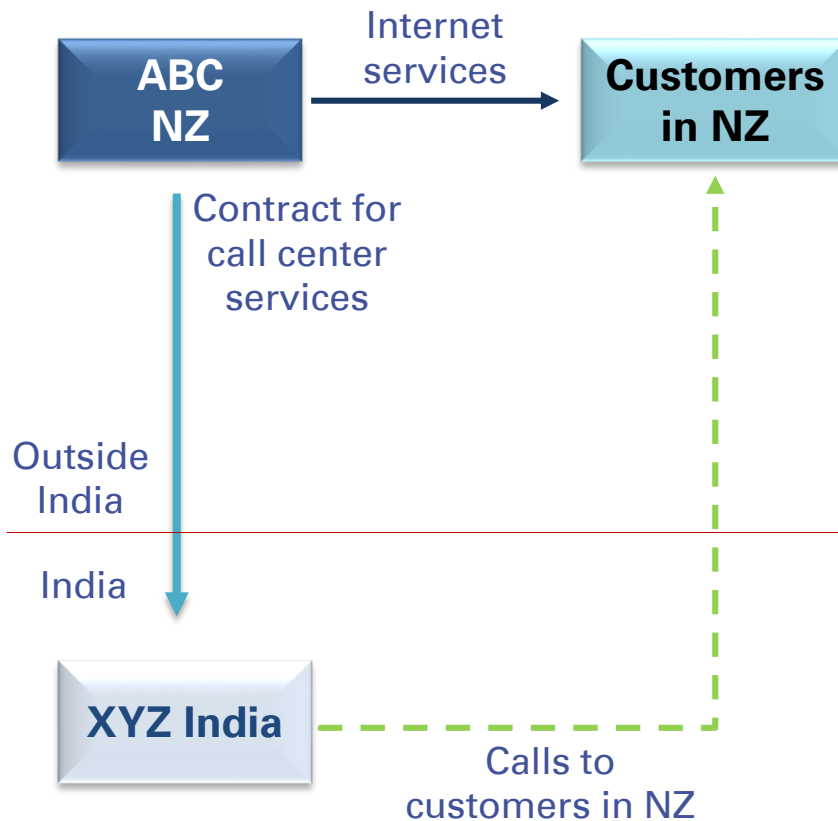 Internet
services
ABC
NZ
Customers
in NZ
Contract for
call center
services
Outside
India
India
XYZ India
Calls to
customers in NZ